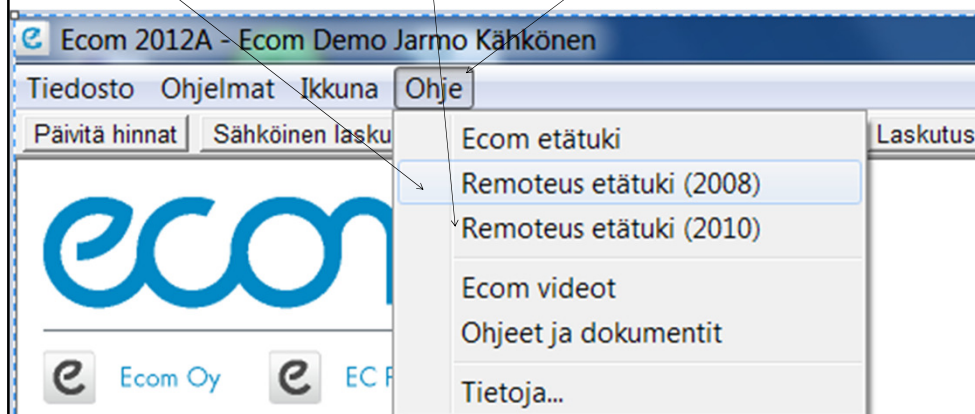 Ecom 2012A - Ecom Demo Jarmo Kähkönen
Tiedosto Ohjelmat Ikkuna Ohje
Päivitä hinnat Sähköinen lasku Laskutus
Ecom etätuki
Remoteus etätuki (2008)
Remoteus etätuki (2010)
Ecom videot
Ohjeet ja dokumentit
Tietoja...
ecom
Ecom Oy EC